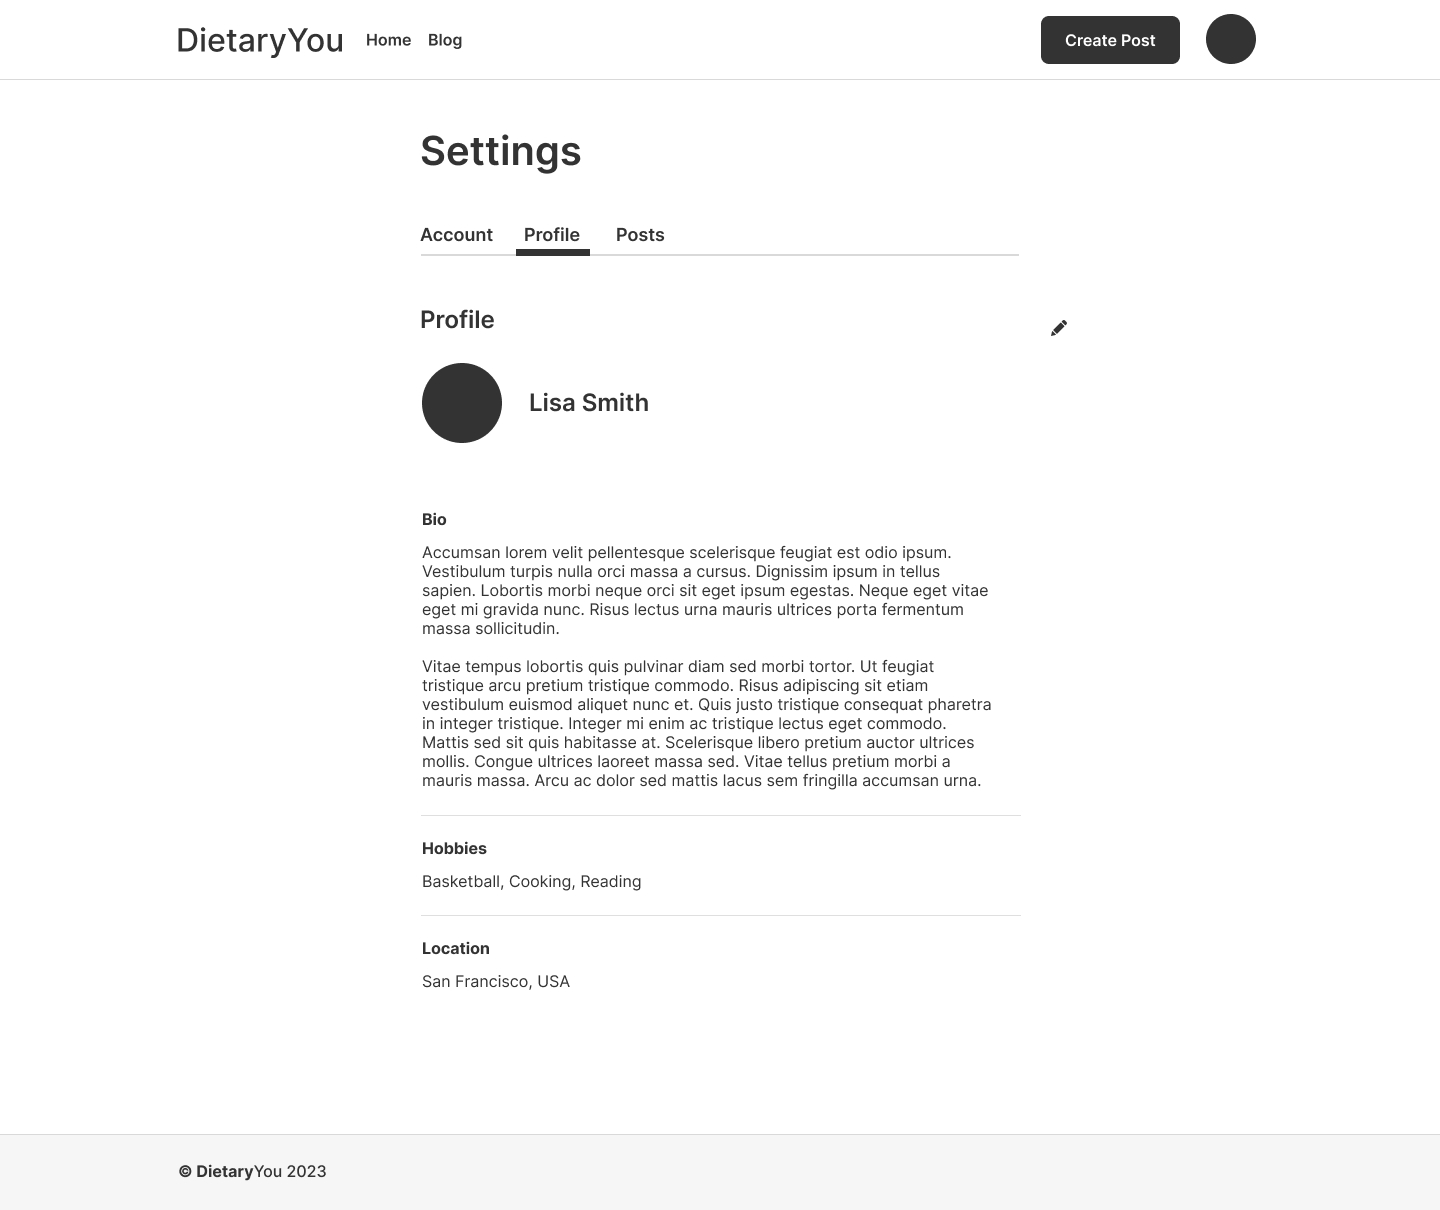 DietaryYou Home Blog Create Post
Settings
Account Profile Posts
Profile
Lisa Smith
Bio
Accumsan lorem velit pellentesque scelerisque feugiat est odio ipsum.
Vestibulum turpis nulla orci massa a cursus. Dignissim ipsum in tellus
sapien. Lobortis morbi neque orci sit eget ipsum egestas. Neque eget vitae
eget mi gravida nunc. Risus lectus urna mauris ultrices porta fermentum
massa sollicitudin.
Vitae tempus lobortis quis pulvinar diam sed morbi tortor. Ut feugiat
tristique arcu pretium tristique commodo. Risus adipiscing sit etiam
vestibulum euismod aliquet nunc et. Quis justo tristique consequat pharetra
in integer tristique. Integer mi enim ac tristique lectus eget commodo.
Mattis sed sit quis habitasse at. Scelerisque libero pretium auctor ultrices
mollis. Congue ultrices laoreet massa sed. Vitae tellus pretium morbi a
mauris massa. Arcu ac dolor sed mattis lacus sem fringilla accumsan urna.
Hobbies
Basketball, Cooking, Reading
Location
San Francisco, USA
© DietaryYou 2023